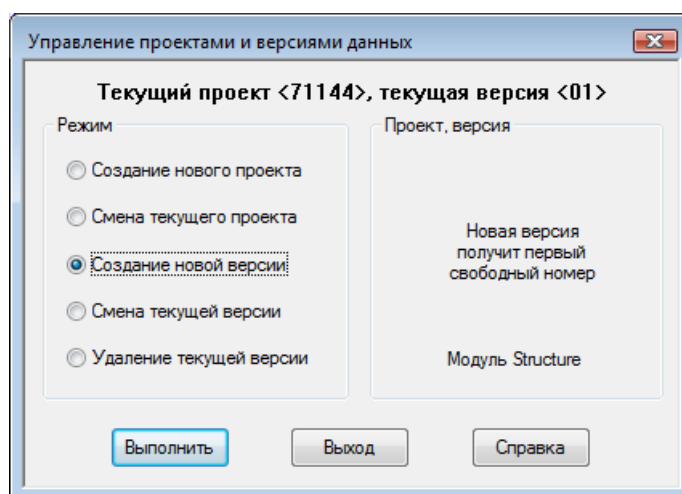 Управление проектами и версиями данных
Текущий проект <71144>, текущая версия <01>
Режим
Создание нового проекта
Смена текущего проекта
Создание новой версии
Смена текущей версии
Удаление текущей версии
Проект, версия
Новая версия
получит первый
свободный номер
Модуль Structure
Выполнить
Выход
Справка